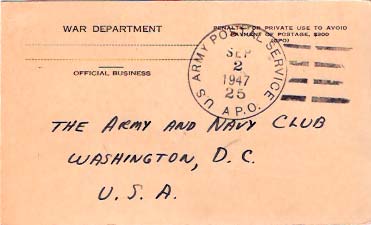 WAR DEPARTMENT
PENALTY FOR PRIVATE USE TO AVOID
PAYMENT OF POSTAGE, $300
(GPO)
OFFICIAL BUSINESS
U S ARMY POSTAL SERVICE
SEP
2
1947
25
A.P.O.
THE ARMY AND NAVY CLUB
WASHINGTON, D. C.
U. S. A.